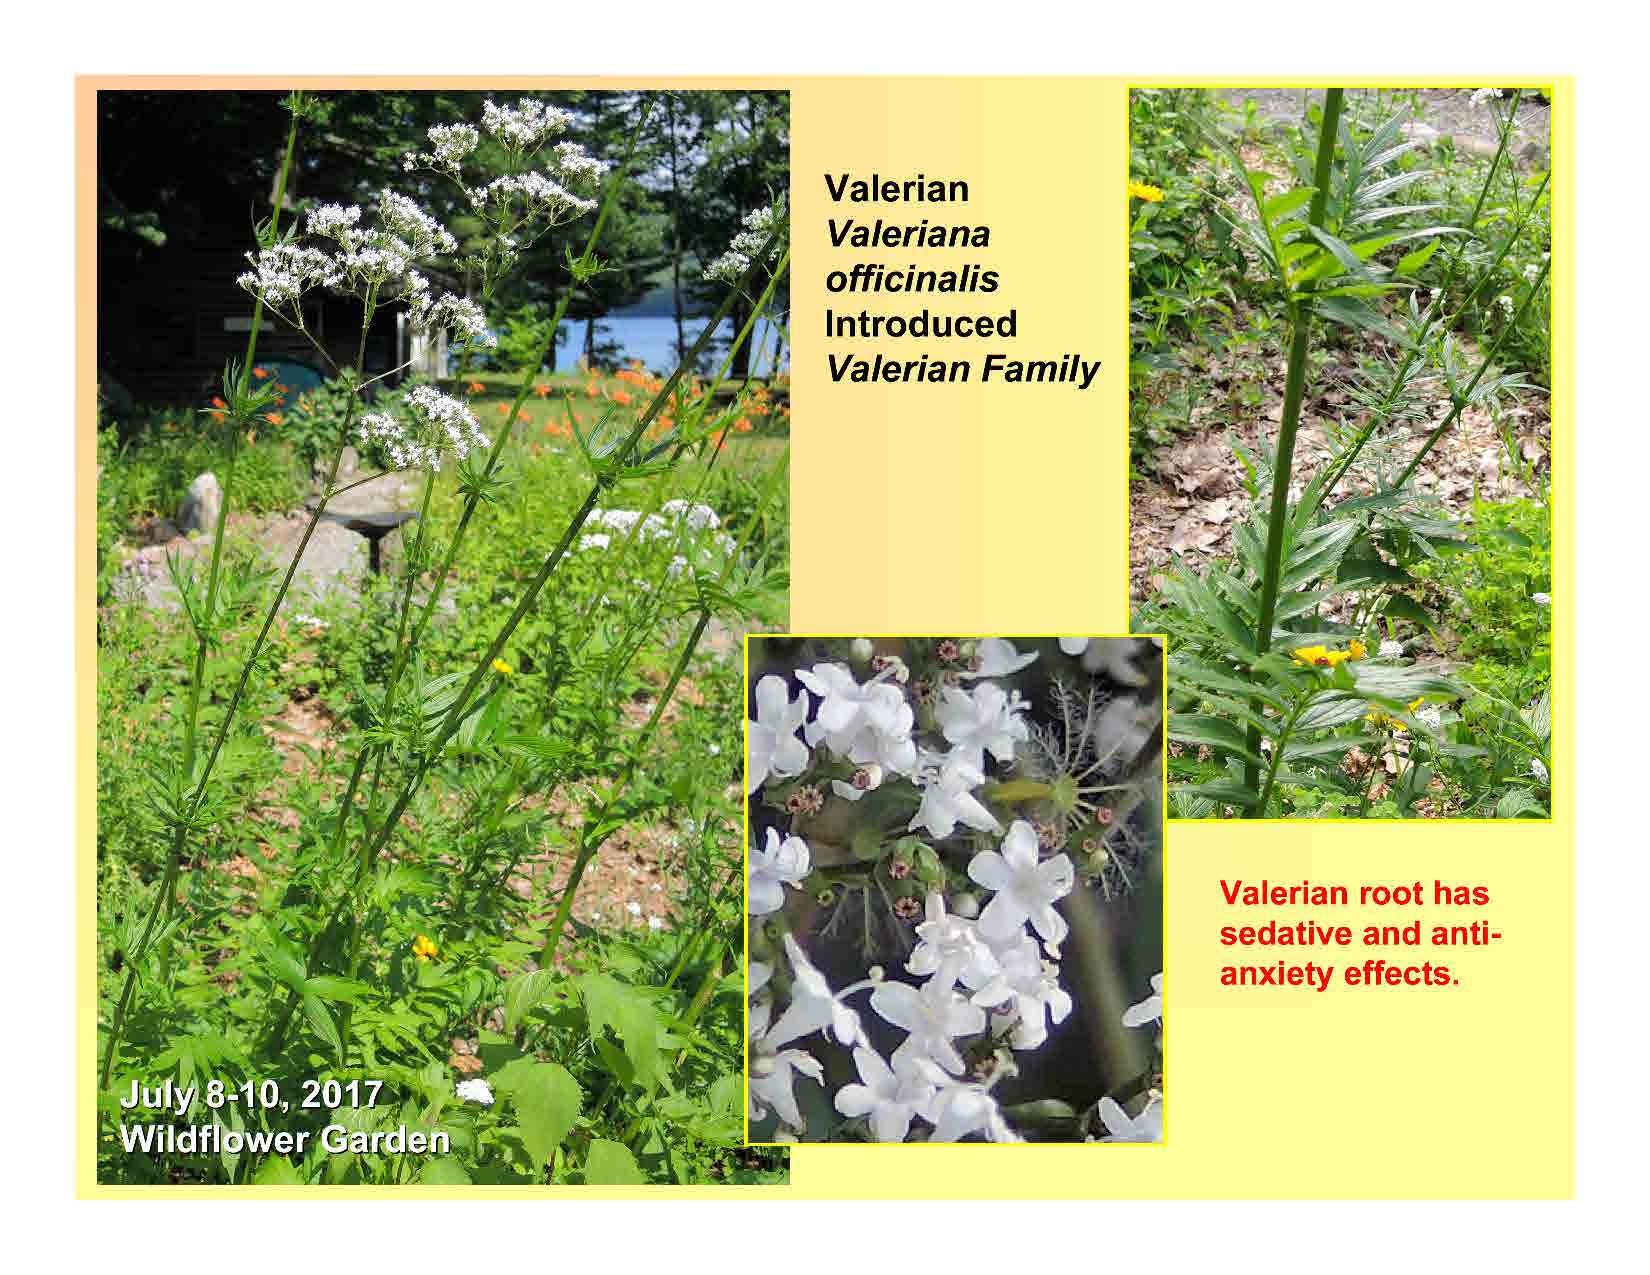 Valerian
Valeriana
officinalis
Introduced
Valerian Family
Valerian root has
sedative and anti-
anxiety effects.
July 8-10, 2017
Wildflower Garden